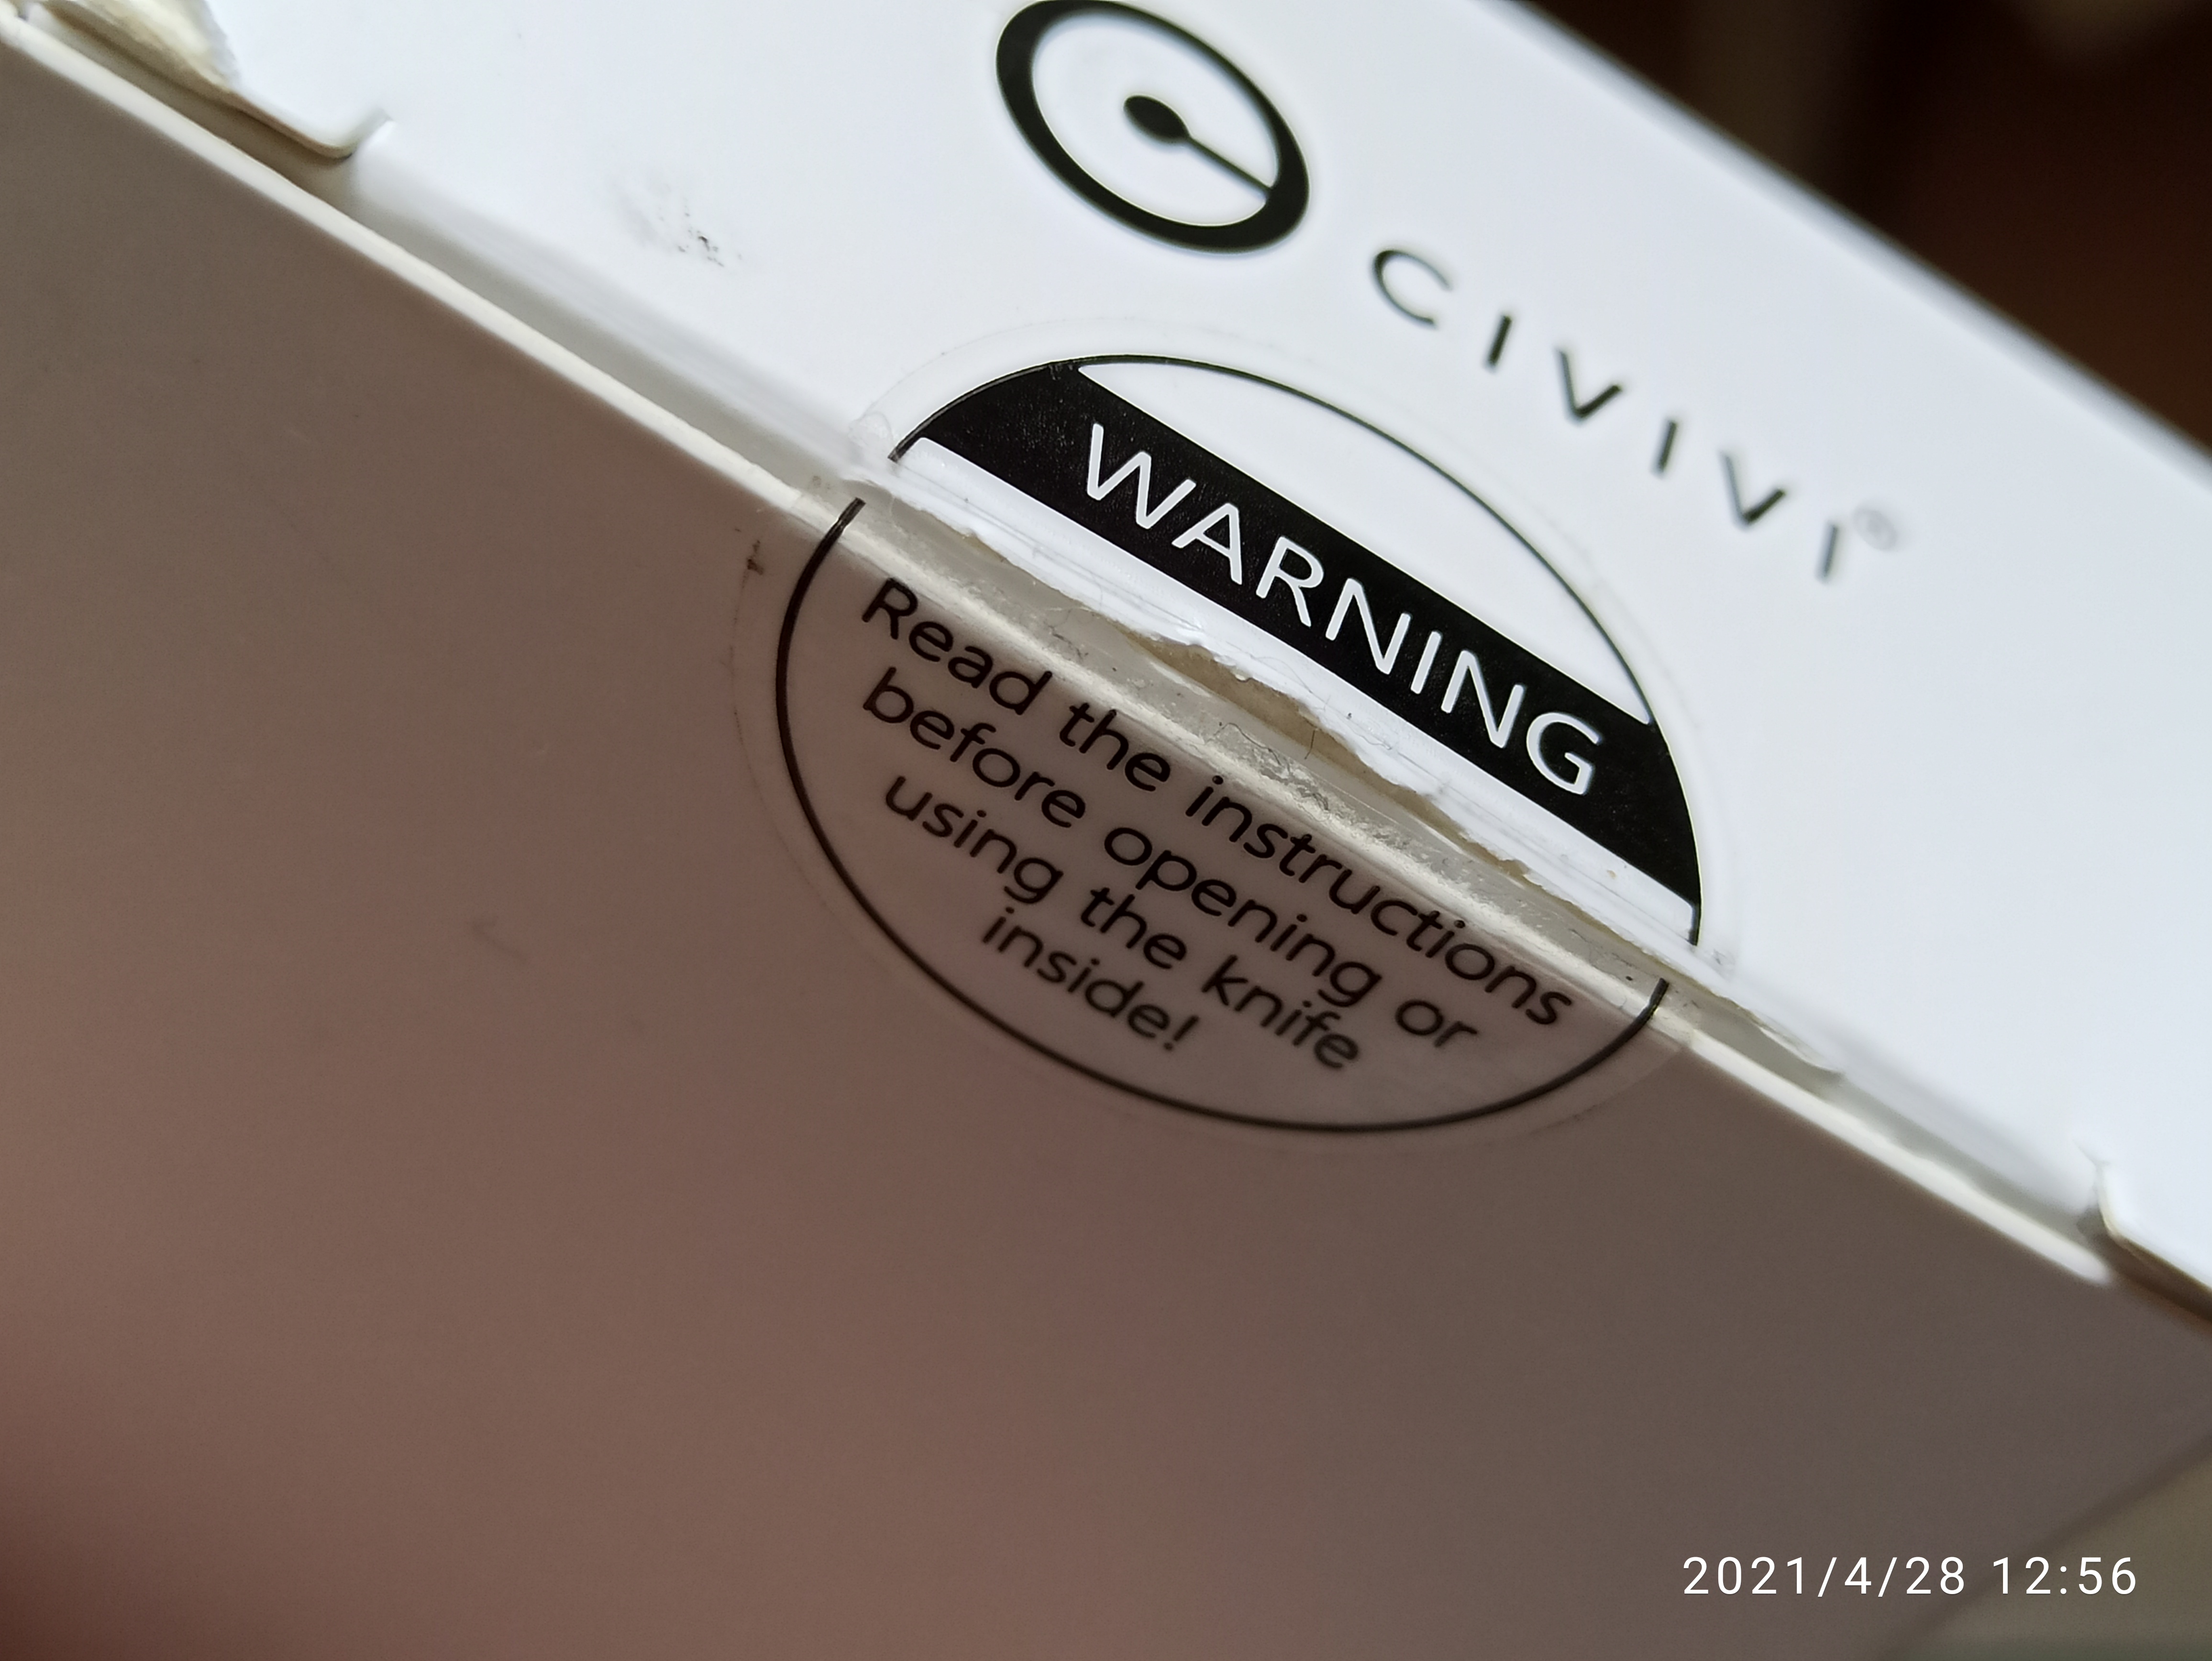 CIVIVI®
WARNING
Read the instructions
before opening or
using the knife
inside!
2021/4/28 12:56